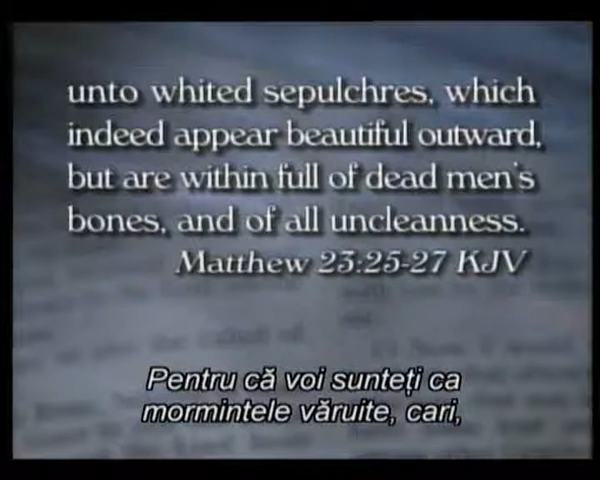 unto whited sepulchres, which
indeed appear beautiful outward,
but are within full of dead men's
bones, and of all uncleanness.
Matthew 23:25-27 KJV
Pentru că voi sunteți ca
mormintele văruite, cari,